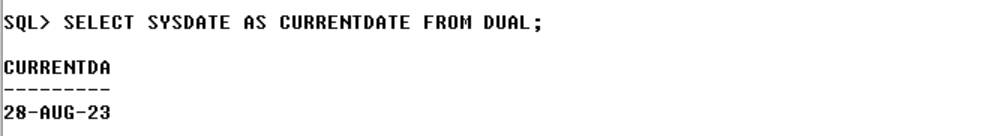 SQL> SELECT SYSDATE AS CURRENTDATE FROM DUAL;
CURRENTDA
---------
28-AUG-23